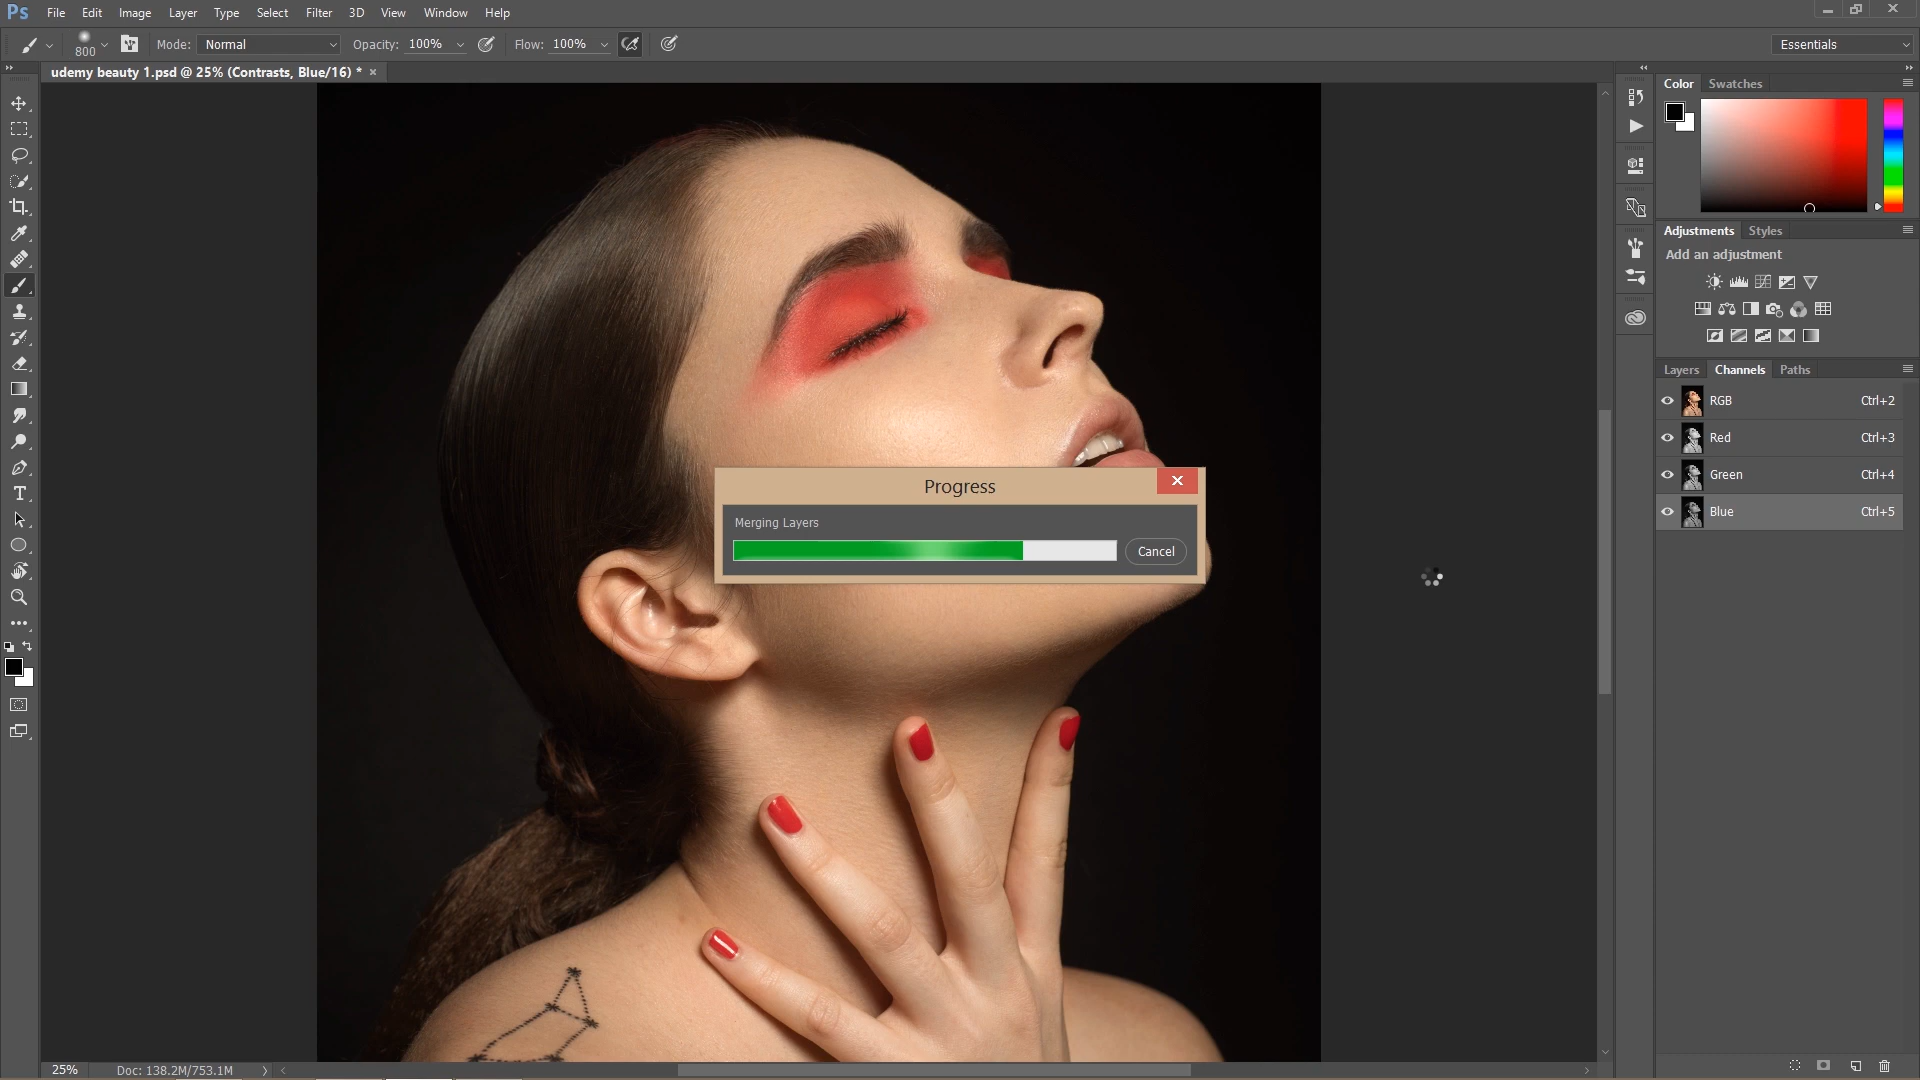 Ps File Edit Image Layer Type Select Filter 3D View Window Help
800 Mode: Normal Opacity: 100% Flow: 100% Essentials
udemy beauty 1.psd @ 25% (Contrasts, Blue/16) * ×
Color Swatches
Adjustments Styles
Add an adjustment
Layers Channels Paths
RGB Ctrl+2
Red Ctrl+3
Green Ctrl+4
Blue Ctrl+5
Progress
Merging Layers
Cancel
T
25% Doc: 138.2M/753.1M